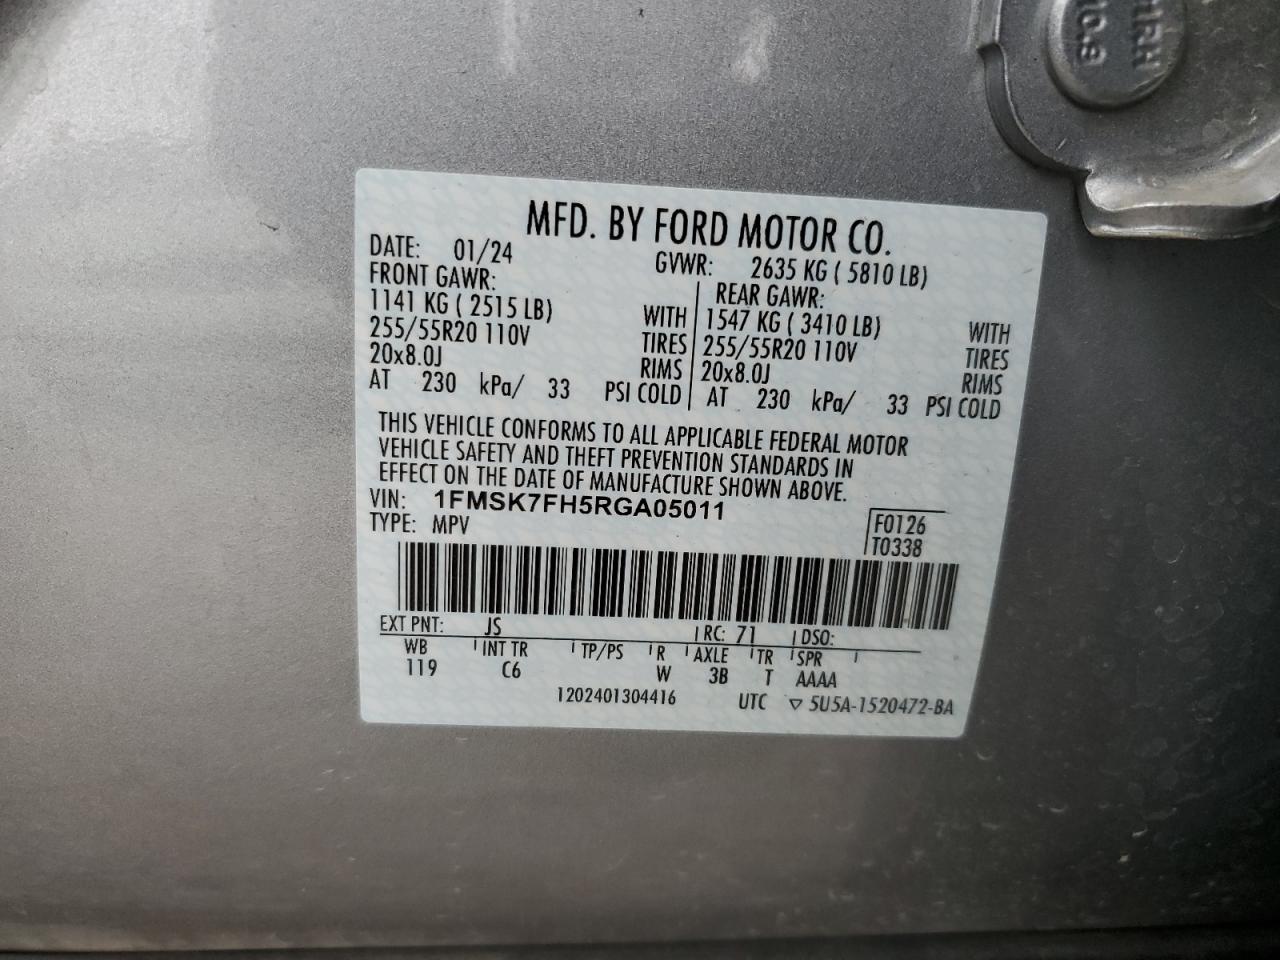 1RH
10.8
MFD. BY FORD MOTOR CO.
DATE: 01/24 GVWR: 2635 KG ( 5810 LB)
FRONT GAWR: REAR GAWR:
1141 KG ( 2515 LB) WITH 1547 KG ( 3410 LB) WITH
255/55R20 110V TIRES 255/55R20 110V TIRES
20x8.0J RIMS 20x8.0J RIMS
AT 230 kPa/ 33 PSI COLD AT 230 kPa/ 33 PSI COLD
THIS VEHICLE CONFORMS TO ALL APPLICABLE FEDERAL MOTOR
VEHICLE SAFETY AND THEFT PREVENTION STANDARDS IN
EFFECT ON THE DATE OF MANUFACTURE SHOWN ABOVE.
VIN: 1FMSK7FH5RGA05011
TYPE: MPV F0126
T0338
EXT PNT: JS RC: 71 DSO:
WB INT TR TP/PS R AXLE TR SPR
119 C6 W 3B T AAAA
1202401304416 UTC ▽ 5U5A-1520472-BA